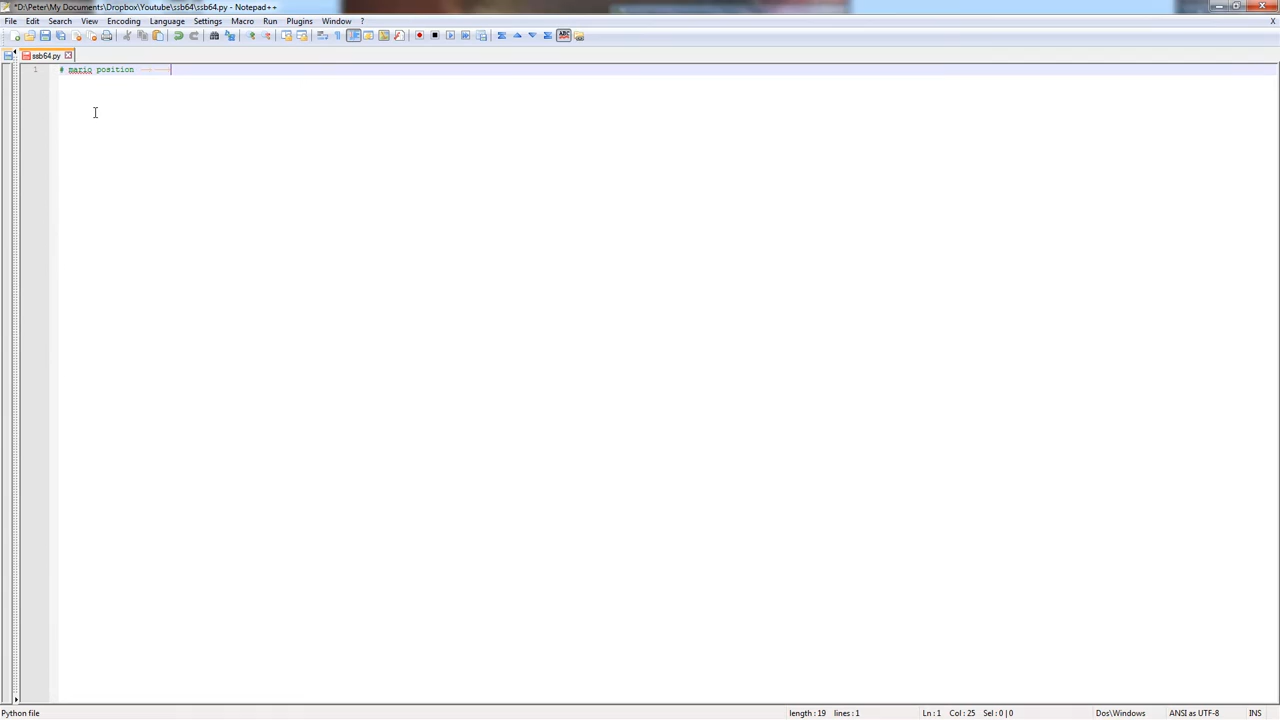 *D:\Peter\My Documents\Dropbox\Youtube\ssb64\ssb64.py - Notepad++
File Edit Search View Encoding Language Settings Macro Run Plugins Window ? X
ssb64.py
1 # mario position
Python file length : 19 lines : 1 Ln : 1 Col : 25 Sel : 0 | 0 Dos\Windows ANSI as UTF-8 INS